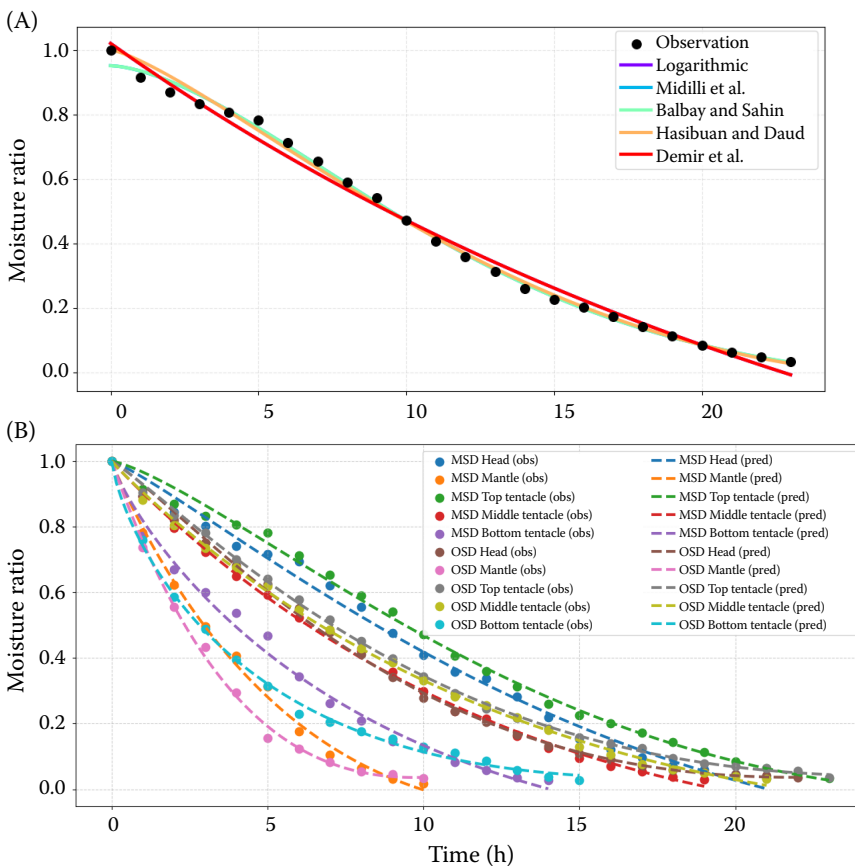 (A)
Moisture ratio
1.0
0.8
0.6
0.4
0.2
0.0
0
5
10
15
20
Observation
Logarithmic
Midilli et al.
Balbay and Sahin
Hasibuan and Daud
Demir et al.
(B)
Moisture ratio
1.0
0.8
0.6
0.4
0.2
0.0
0
5
10
15
20
Time (h)
MSD Head (obs)
MSD Mantle (obs)
MSD Top tentacle (obs)
MSD Middle tentacle (obs)
MSD Bottom tentacle (obs)
OSD Head (obs)
OSD Mantle (obs)
OSD Top tentacle (obs)
OSD Middle tentacle (obs)
OSD Bottom tentacle (obs)
MSD Head (pred)
MSD Mantle (pred)
MSD Top tentacle (pred)
MSD Middle tentacle (pred)
MSD Bottom tentacle (pred)
OSD Head (pred)
OSD Mantle (pred)
OSD Top tentacle (pred)
OSD Middle tentacle (pred)
OSD Bottom tentacle (pred)